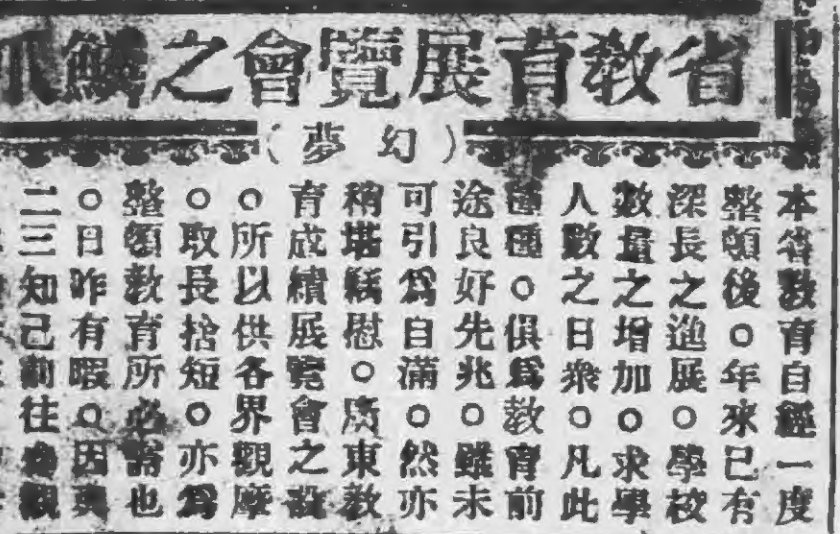 省教育展覽會之鱗爪
（幻夢）
本省教育自經一度
整頓後。年來已有
深長之進展。學校
數量之增加。求學
人數之日衆。凡此
種種。俱爲教育前
途良好先兆。雖未
可引爲自滿。然亦
稍堪告慰。廣東教
育成績展覽會之設
。所以供各界觀摩
。取長捨短。亦爲
整頓教育所必需也
。日昨有暇。因與
二三知己前往參觀